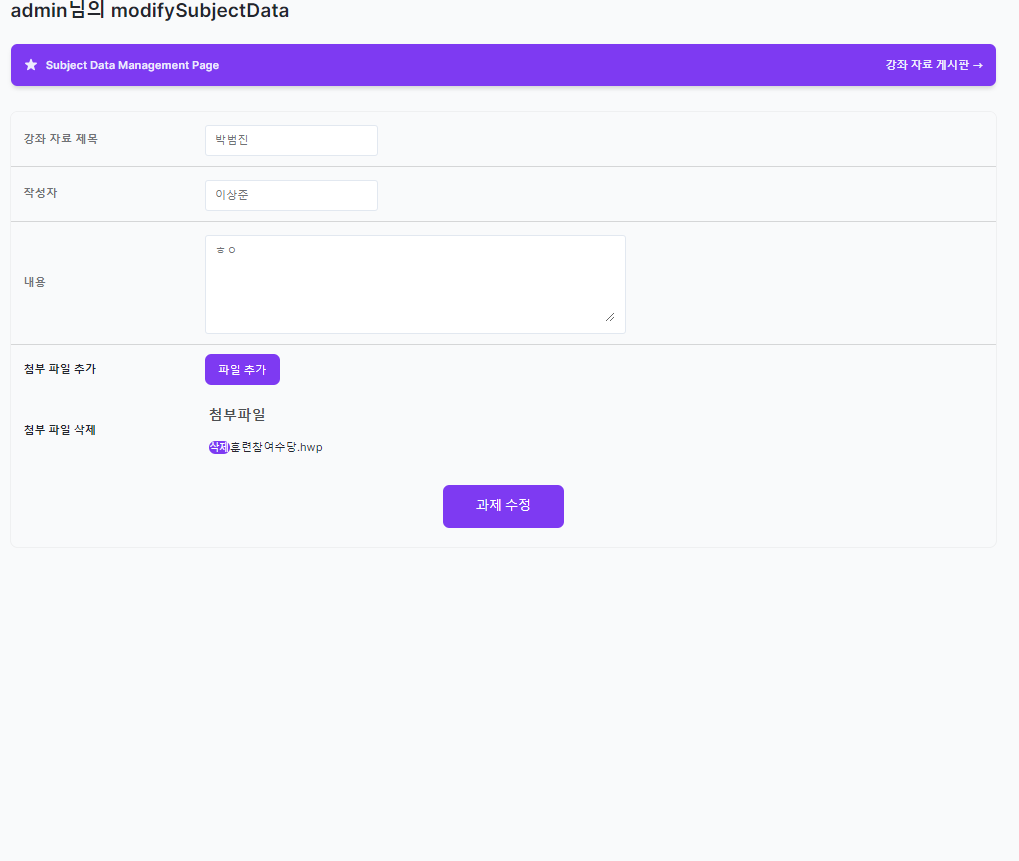 admin님의 modifySubjectData
Subject Data Management Page
강좌 자료 게시판 →
강좌 자료 제목
박범진
작성자
이상준
내용
ㅎㅇ
첨부 파일 추가
파일 추가
첨부 파일 삭제
첨부파일
삭제훈련참여수당.hwp
과제 수정